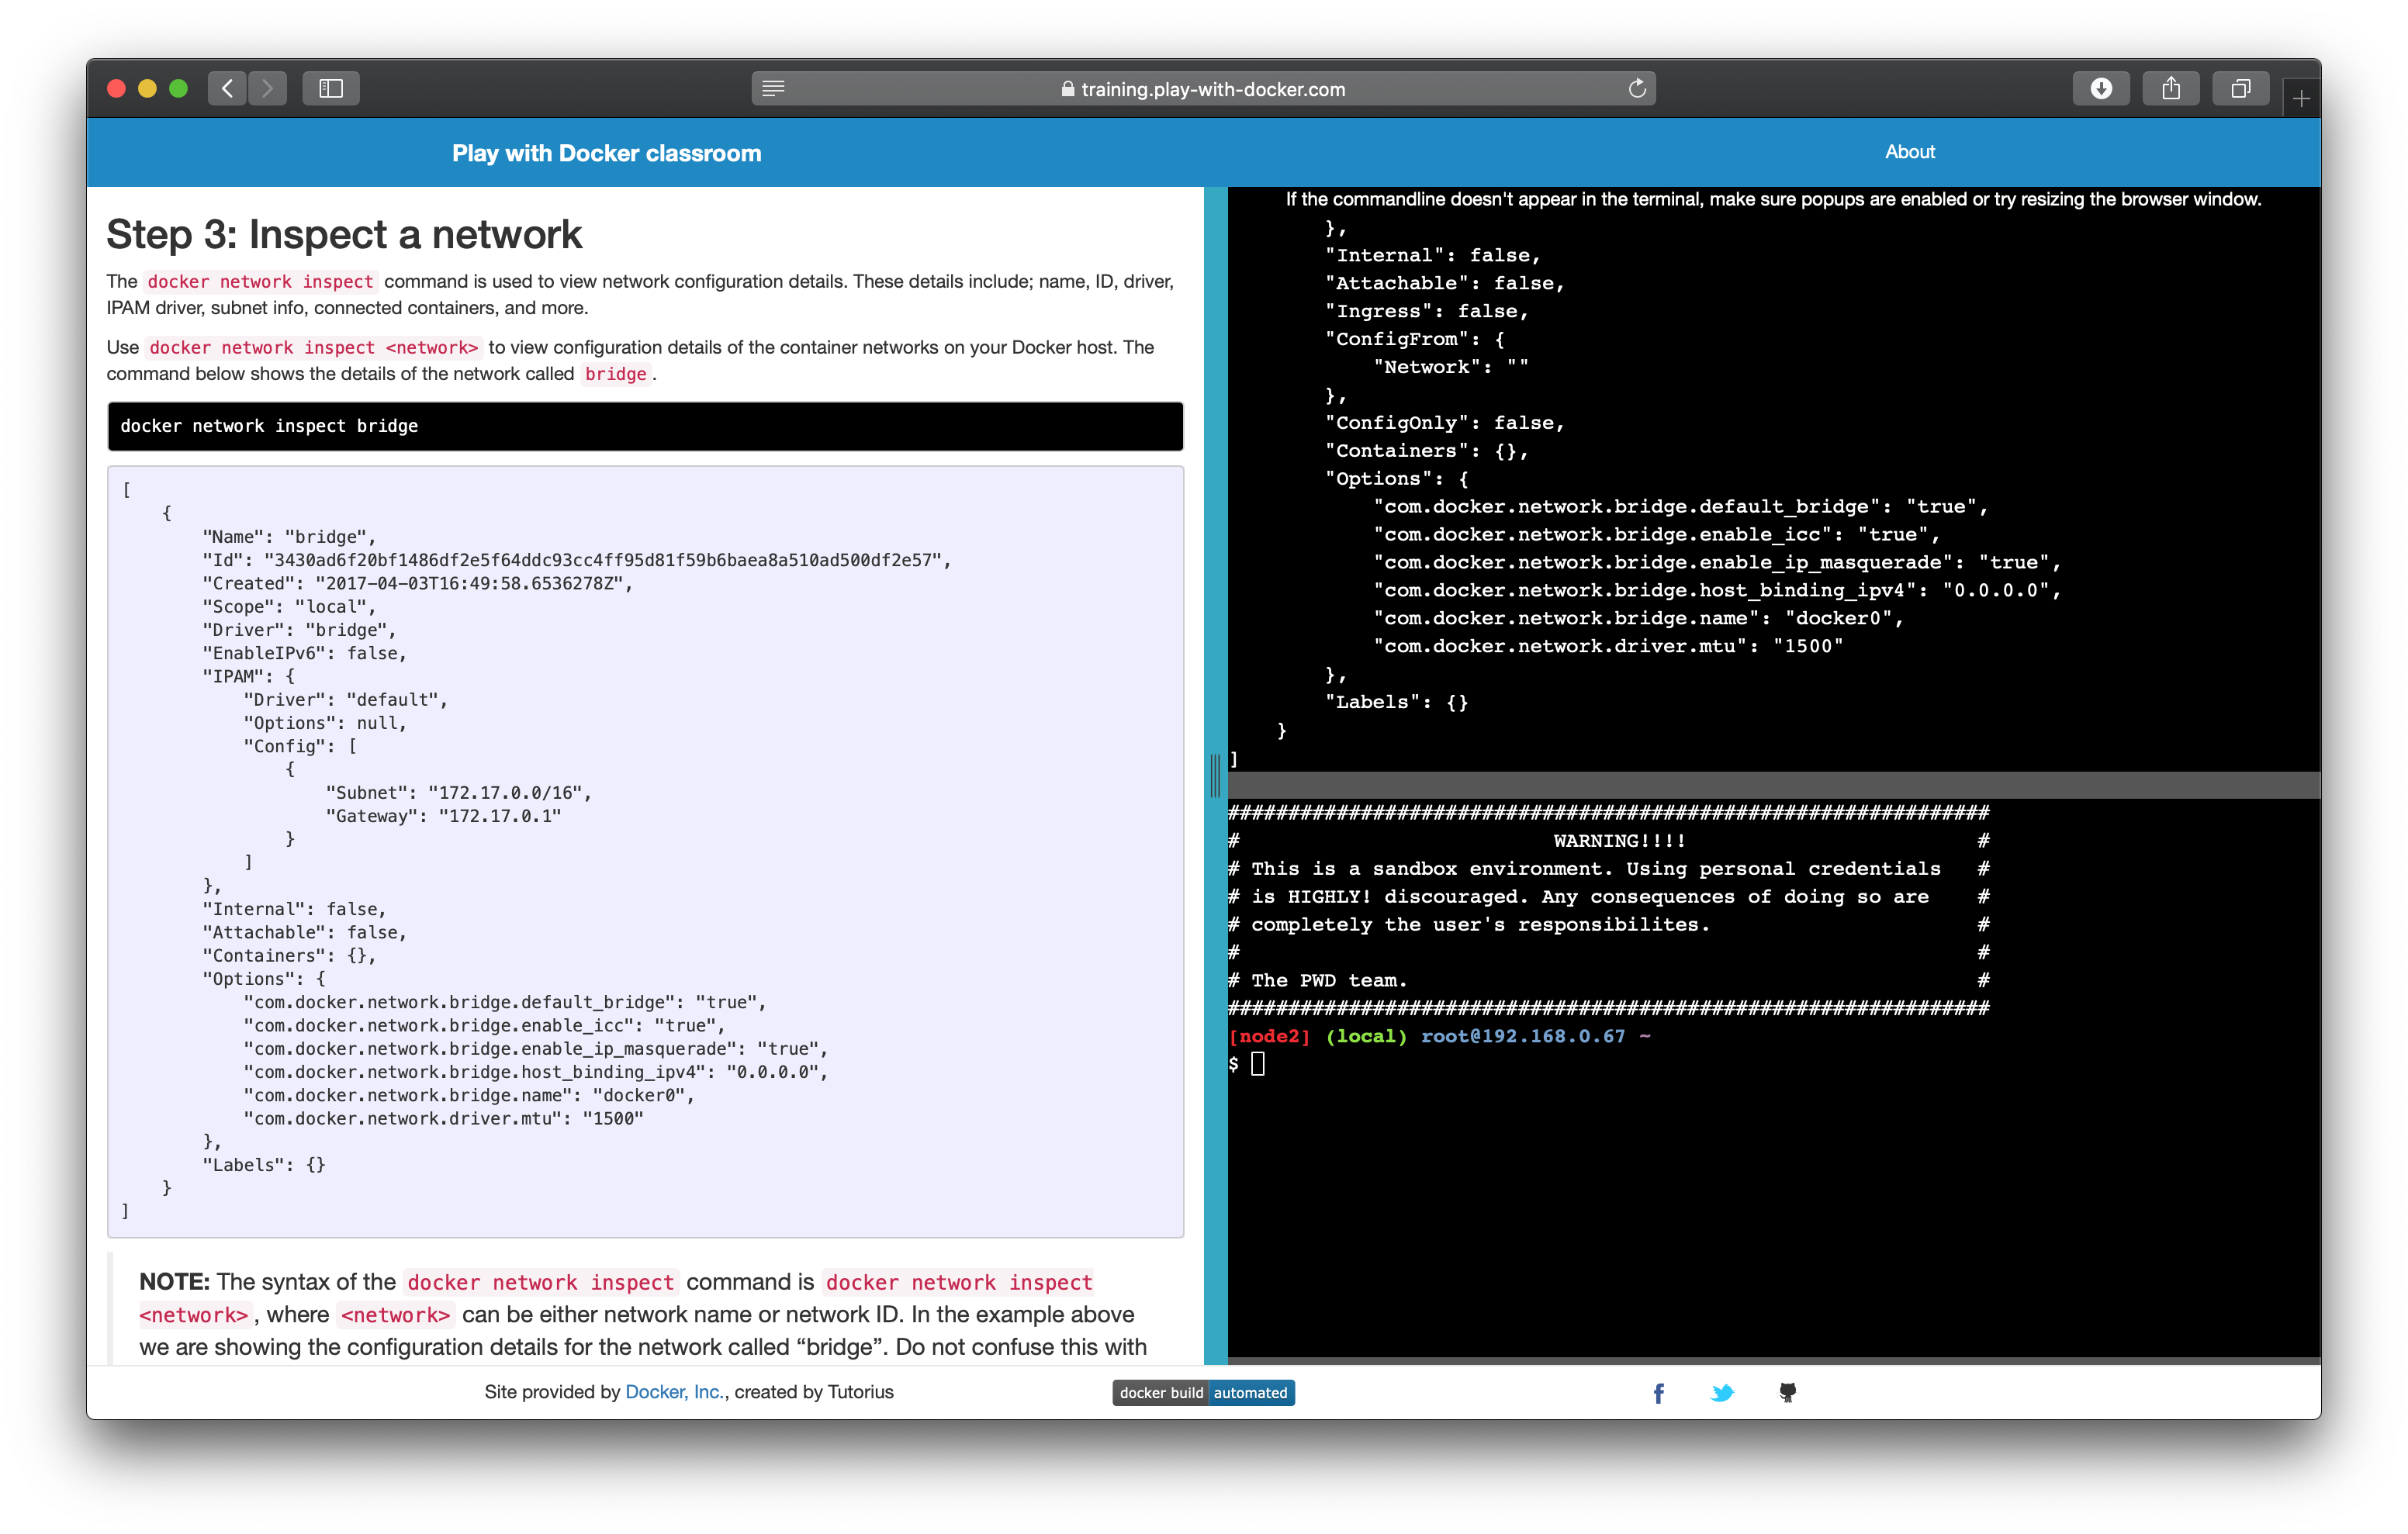 training.play-with-docker.com
Play with Docker classroom
About
Step 3: Inspect a network
The docker network inspect command is used to view network configuration details. These details include; name, ID, driver,
IPAM driver, subnet info, connected containers, and more.
Use docker network inspect <network> to view configuration details of the container networks on your Docker host. The
command below shows the details of the network called bridge.
docker network inspect bridge
[
    {
        "Name": "bridge",
        "Id": "3430ad6f20bf1486df2e5f64ddc93cc4ff95d81f59b6baea8a510ad500df2e57",
        "Created": "2017-04-03T16:49:58.6536278Z",
        "Scope": "local",
        "Driver": "bridge",
        "EnableIPv6": false,
        "IPAM": {
            "Driver": "default",
            "Options": null,
            "Config": [
                {
                    "Subnet": "172.17.0.0/16",
                    "Gateway": "172.17.0.1"
                }
            ]
        },
        "Internal": false,
        "Attachable": false,
        "Containers": {},
        "Options": {
            "com.docker.network.bridge.default_bridge": "true",
            "com.docker.network.bridge.enable_icc": "true",
            "com.docker.network.bridge.enable_ip_masquerade": "true",
            "com.docker.network.bridge.host_binding_ipv4": "0.0.0.0",
            "com.docker.network.bridge.name": "docker0",
            "com.docker.network.driver.mtu": "1500"
        },
        "Labels": {}
    }
]
NOTE: The syntax of the docker network inspect command is docker network inspect
<network>, where <network> can be either network name or network ID. In the example above
we are showing the configuration details for the network called “bridge”. Do not confuse this with
If the commandline doesn't appear in the terminal, make sure popups are enabled or try resizing the browser window.
        },
        "Internal": false,
        "Attachable": false,
        "Ingress": false,
        "ConfigFrom": {
            "Network": ""
        },
        "ConfigOnly": false,
        "Containers": {},
        "Options": {
            "com.docker.network.bridge.default_bridge": "true",
            "com.docker.network.bridge.enable_icc": "true",
            "com.docker.network.bridge.enable_ip_masquerade": "true",
            "com.docker.network.bridge.host_binding_ipv4": "0.0.0.0",
            "com.docker.network.bridge.name": "docker0",
            "com.docker.network.driver.mtu": "1500"
        },
        "Labels": {}
    }
]
###############################################################
#                          WARNING!!!!                        #
# This is a sandbox environment. Using personal credentials   #
# is HIGHLY! discouraged. Any consequences of doing so are    #
# completely the user's responsibilites.                      #
#                                                             #
# The PWD team.                                               #
###############################################################
[node2] (local) root@192.168.0.67 ~
$
Site provided by Docker, Inc., created by Tutorius
docker build automated